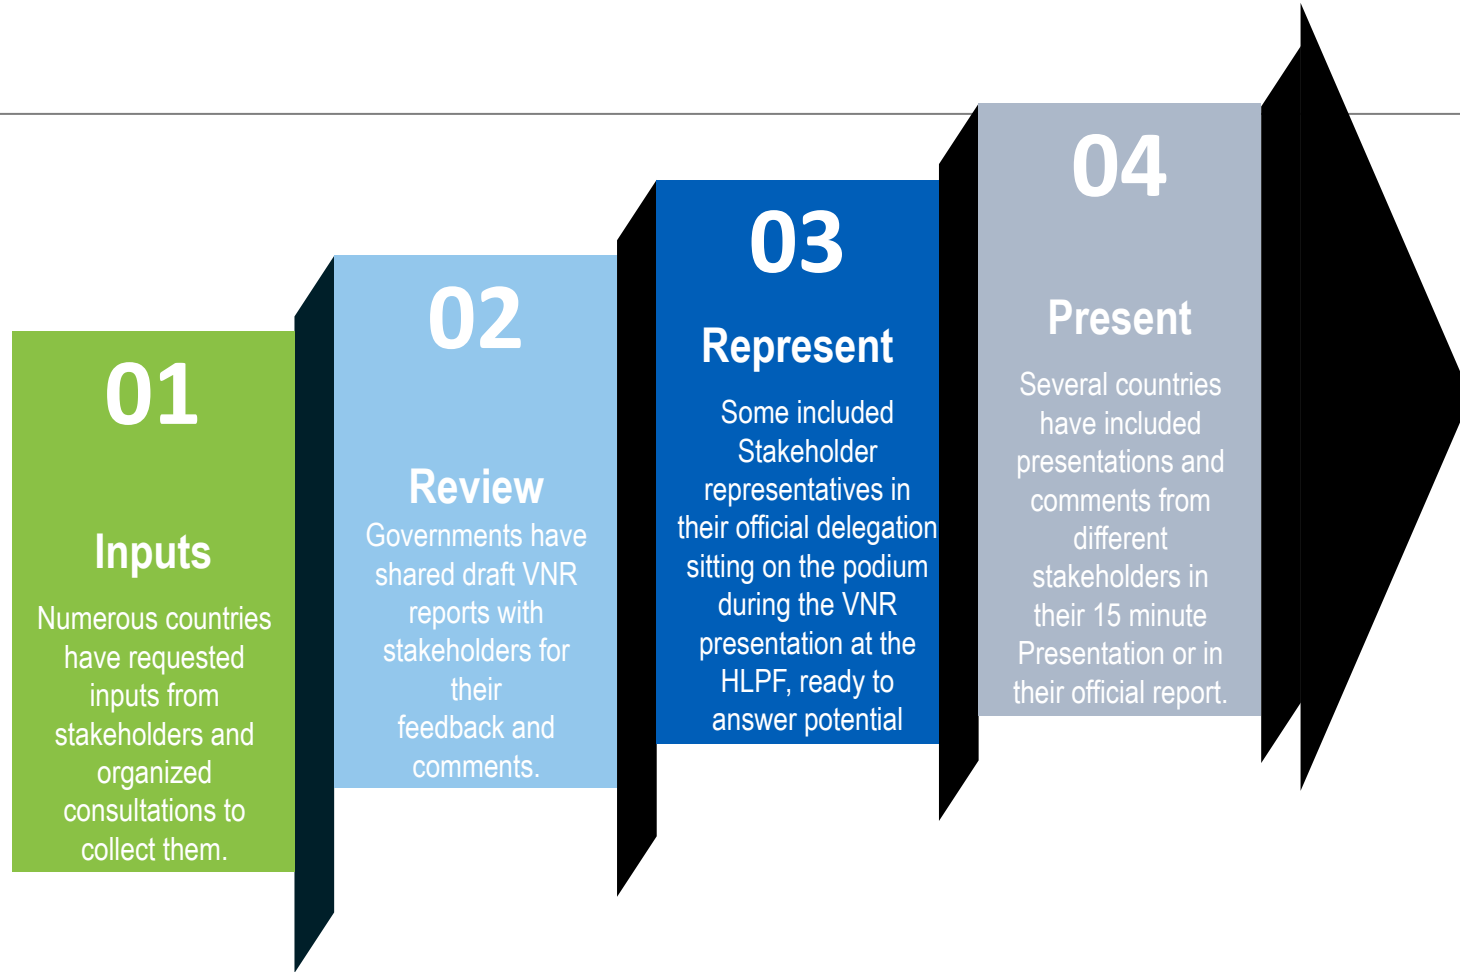 01
Inputs
Numerous countries
have requested
inputs from
stakeholders and
organized
consultations to
collect them.
02
Review
Governments have
shared draft VNR
reports with
stakeholders for
their
feedback and
comments.
03
Represent
Some included
Stakeholder
representatives in
their official delegation
sitting on the podium
during the VNR
presentation at the
HLPF, ready to
answer potential
04
Present
Several countries
have included
presentations and
comments from
different
stakeholders in
their 15 minute
Presentation or in
their official report.